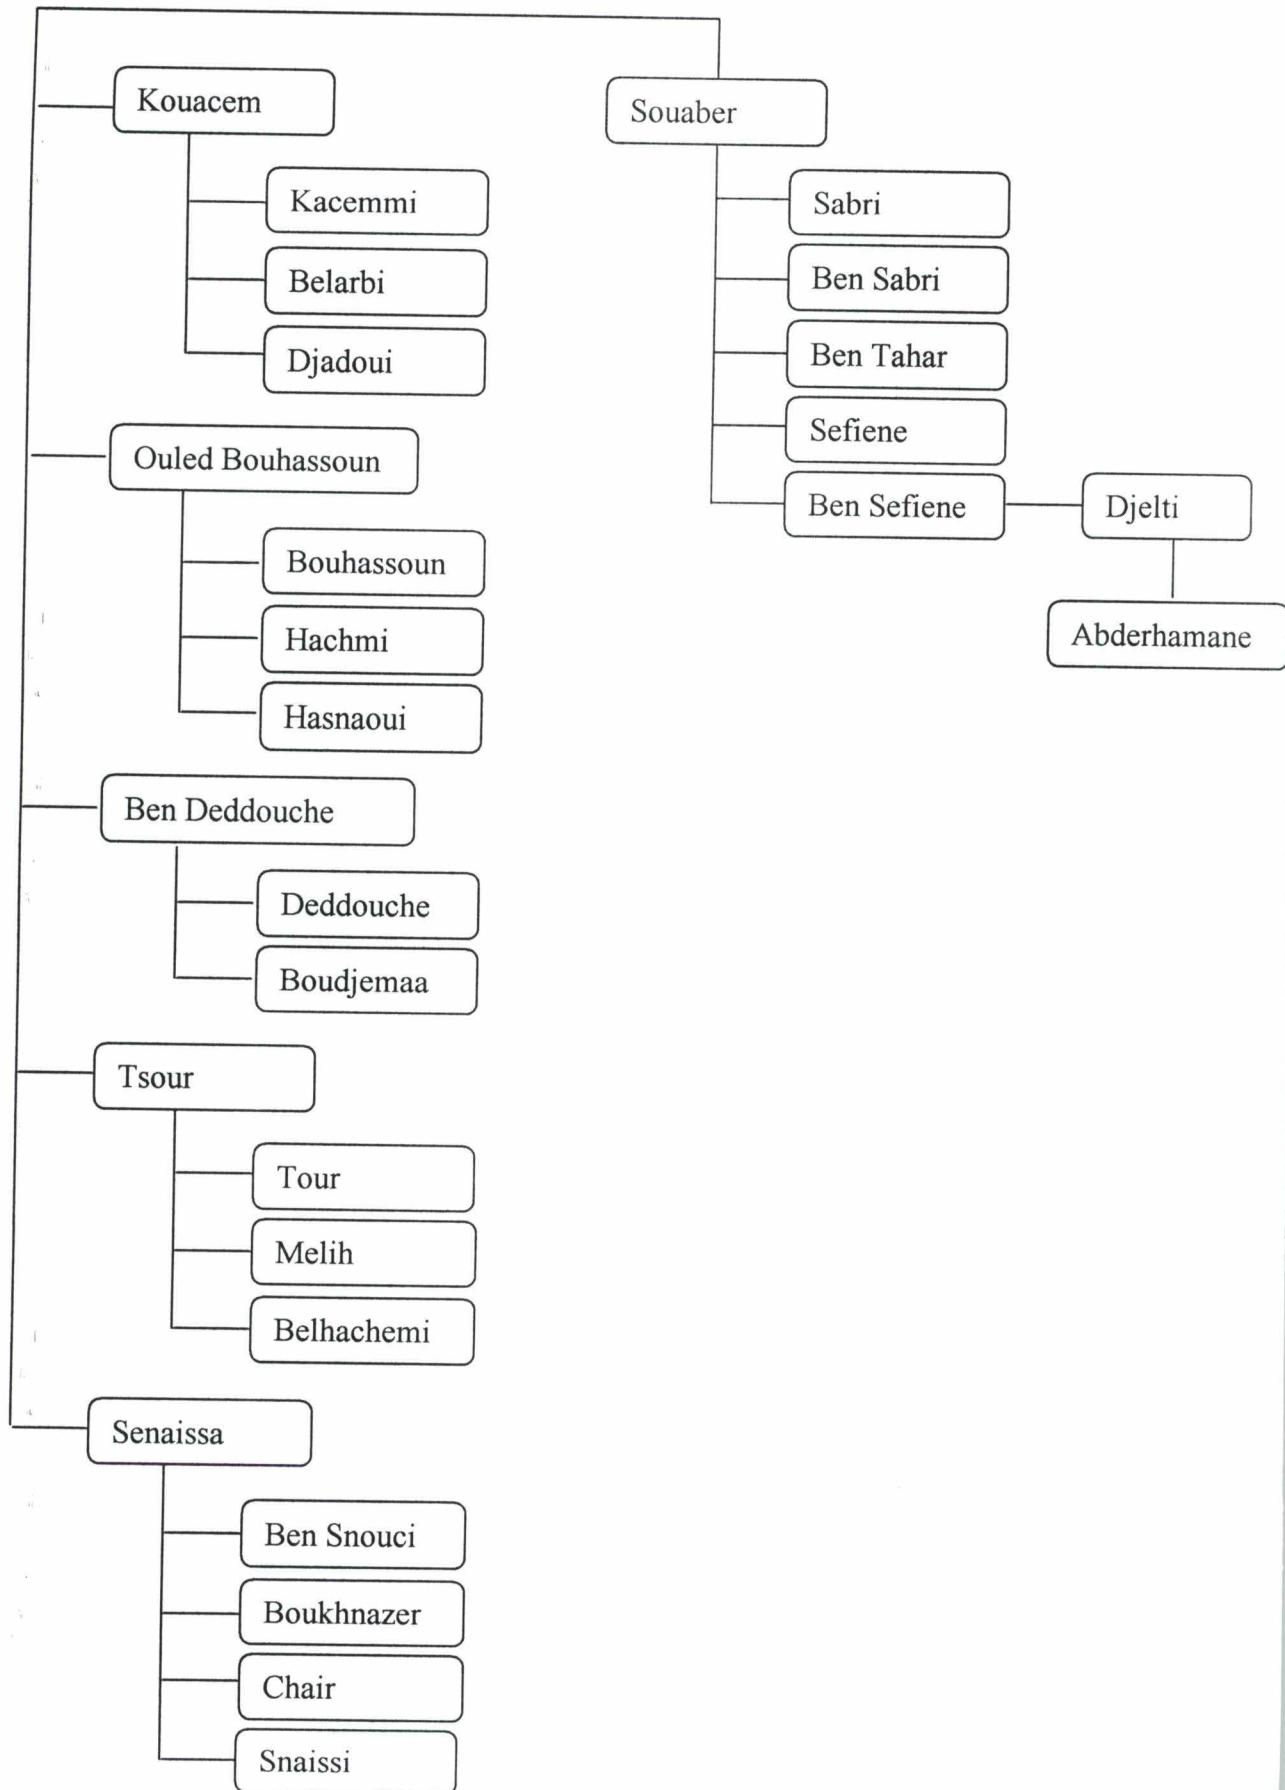 Kouacem
Kacemmi
Belarbi
Djadoui
Ouled Bouhassoun
Bouhassoun
Hachmi
Hasnaoui
Ben Deddouche
Deddouche
Boudjemaa
Tsour
Tour
Melih
Belhachemi
Senaissa
Ben Snouci
Boukhnazer
Chair
Snaissi
Souaber
Sabri
Ben Sabri
Ben Tahar
Sefiene
Ben Sefiene
Djelti
Abderhamane